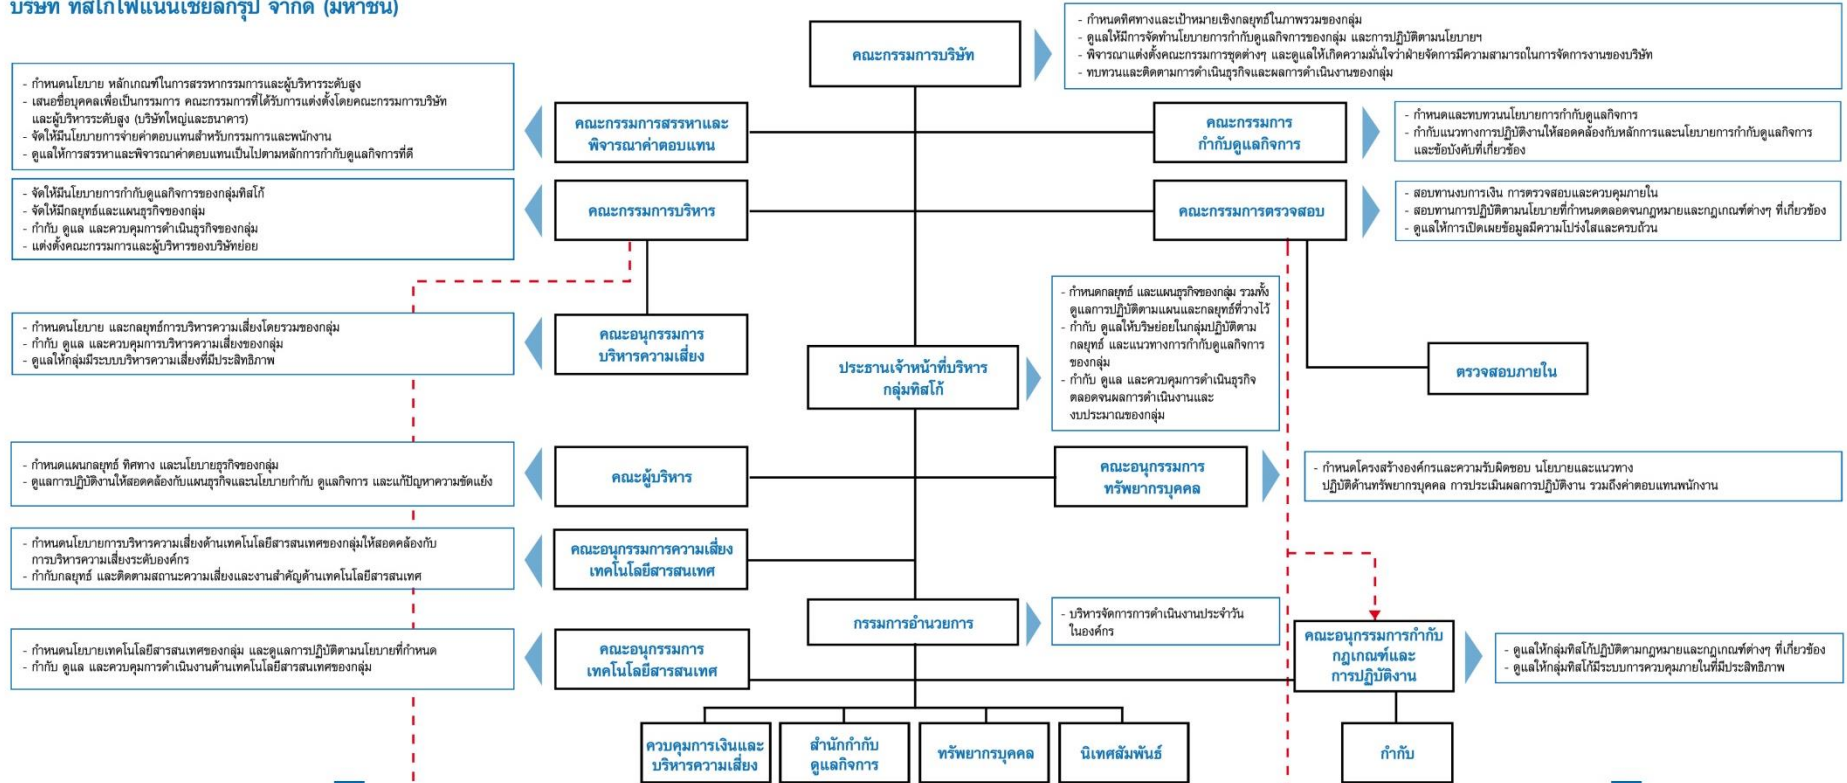 บริษัท ทิสโก้ไฟแนนเชียลกรุ๊ป จำกัด (มหาชน)
คณะกรรมการบริษัท
- กำหนดทิศทางและเป้าหมายเชิงกลยุทธ์ในภาพรวมของกลุ่ม
- ดูแลให้มีการจัดทำนโยบายการกำกับดูแลกิจการของกลุ่ม และการปฏิบัติตามนโยบายฯ
- พิจารณาแต่งตั้งคณะกรรมการชุดต่างๆ และดูแลให้เกิดความมั่นใจว่าฝ่ายจัดการมีความสามารถในการจัดการงานของบริษัท
- ทบทวนและติดตามการดำเนินธุรกิจและผลการดำเนินงานของกลุ่ม
- กำหนดนโยบาย หลักเกณฑ์ในการสรรหากรรมการและผู้บริหารระดับสูง
- เสนอชื่อบุคคลเพื่อเป็นกรรมการ คณะกรรมการที่ได้รับการแต่งตั้งโดยคณะกรรมการบริษัท
และผู้บริหารระดับสูง (บริษัทใหญ่และธนาคาร)
- จัดให้มีนโยบายการจ่ายค่าตอบแทนสำหรับกรรมการและพนักงาน
- ดูแลให้การสรรหาและพิจารณาค่าตอบแทนเป็นไปตามหลักการกำกับดูแลกิจการที่ดี
คณะกรรมการสรรหาและ
พิจารณาค่าตอบแทน
คณะกรรมการ
กำกับดูแลกิจการ
- กำหนดและทบทวนนโยบายการกำกับดูแลกิจการ
- กำกับแนวทางการปฏิบัติงานให้สอดคล้องกับหลักการและนโยบายการกำกับดูแลกิจการ
และข้อบังคับที่เกี่ยวข้อง
- จัดให้มีนโยบายการกำกับดูแลกิจการของกลุ่มทิสโก้
- จัดให้มีกลยุทธ์และแผนธุรกิจของกลุ่ม
- กำกับ ดูแล และควบคุมการดำเนินธุรกิจของกลุ่ม
- แต่งตั้งคณะกรรมการและผู้บริหารของบริษัทย่อย
คณะกรรมการบริหาร
คณะกรรมการตรวจสอบ
- สอบทานงบการเงิน การตรวจสอบและควบคุมภายใน
- สอบทานการปฏิบัติตามนโยบายที่กำหนดตลอดจนกฎหมายและกฎเกณฑ์ต่างๆ ที่เกี่ยวข้อง
- ดูแลให้การเปิดเผยข้อมูลมีความโปร่งใสและครบถ้วน
- กำหนดนโยบาย และกลยุทธ์การบริหารความเสี่ยงโดยรวมของกลุ่ม
- กำกับ ดูแล และควบคุมการบริหารความเสี่ยงของกลุ่ม
- ดูแลให้กลุ่มมีระบบบริหารความเสี่ยงที่มีประสิทธิภาพ
คณะอนุกรรมการ
บริหารความเสี่ยง
ประธานเจ้าหน้าที่บริหาร
กลุ่มทิสโก้
- กำหนดกลยุทธ์ และแผนธุรกิจของกลุ่ม รวมทั้ง
ดูแลการปฏิบัติตามแผนและกลยุทธ์ที่วางไว้
- กำกับ ดูแลให้บริษย่อยในกลุ่มปฏิบัติตาม
กลยุทธ์ และแนวทางการกำกับดูแลกิจการ
ของกลุ่ม
- กำกับ ดูแล และควบคุมการดำเนินธุรกิจ
ตลอดจนผลการดำเนินงานและ
งบประมาณของกลุ่ม
ตรวจสอบภายใน
- กำหนดแผนกลยุทธ์ ทิศทาง และนโยบายธุรกิจของกลุ่ม
- ดูแลการปฏิบัติงานให้สอดคล้องกับแผนธุรกิจและนโยบายกำกับ ดูแลกิจการ และแก้ปัญหาความขัดแย้ง
คณะผู้บริหาร
คณะอนุกรรมการ
ทรัพยากรบุคคล
- กำหนดโครงสร้างองค์กรและความรับผิดชอบ นโยบายและแนวทาง
ปฏิบัติด้านทรัพยากรบุคคล การประเมินผลการปฏิบัติงาน รวมถึงค่าตอบแทนพนักงาน
- กำหนดนโยบายการบริหารความเสี่ยงด้านเทคโนโลยีสารสนเทศของกลุ่มให้สอดคล้องกับ
การบริหารความเสี่ยงระดับองค์กร
- กำกับกลยุทธ์ และติดตามสถานะความเสี่ยงและงานสำคัญด้านเทคโนโลยีสารสนเทศ
คณะอนุกรรมการความเสี่ยง
เทคโนโลยีสารสนเทศ
กรรมการอำนวยการ
- บริหารจัดการการดำเนินงานประจำวัน
ในองค์กร
- กำหนดนโยบายเทคโนโลยีสารสนเทศของกลุ่ม และดูแลการปฏิบัติตามนโยบายที่กำหนด
- กำกับ ดูแล และควบคุมการดำเนินงานด้านเทคโนโลยีสารสนเทศของกลุ่ม
คณะอนุกรรมการ
เทคโนโลยีสารสนเทศ
คณะอนุกรรมการกำกับ
กฎเกณฑ์และ
การปฏิบัติงาน
- ดูแลให้กลุ่มทิสโก้ปฏิบัติตามกฎหมายและกฎเกณฑ์ต่างๆ ที่เกี่ยวข้อง
- ดูแลให้กลุ่มทิสโก้มีระบบการควบคุมภายในที่มีประสิทธิภาพ
ควบคุมการเงินและ
บริหารความเสี่ยง
สำนักกำกับ
ดูแลกิจการ
ทรัพยากรบุคคล
นิเทศสัมพันธ์
กำกับ